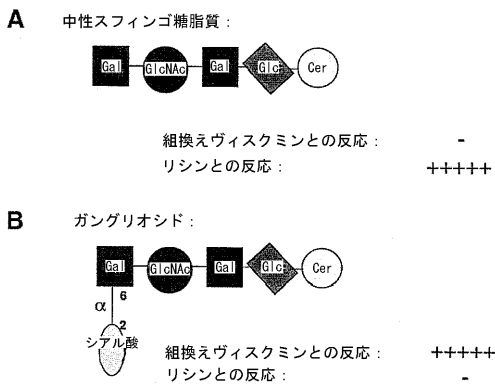 A 中性スフィンゴ糖脂質：
Gal GlcNAc Gal Glc Cer
組換えヴィスクミンとの反応： -
リシンとの反応： +++++
B ガングリオシド：
Gal GlcNAc Gal Glc Cer
6
α
2
シアル酸
組換えヴィスクミンとの反応： +++++
リシンとの反応： -